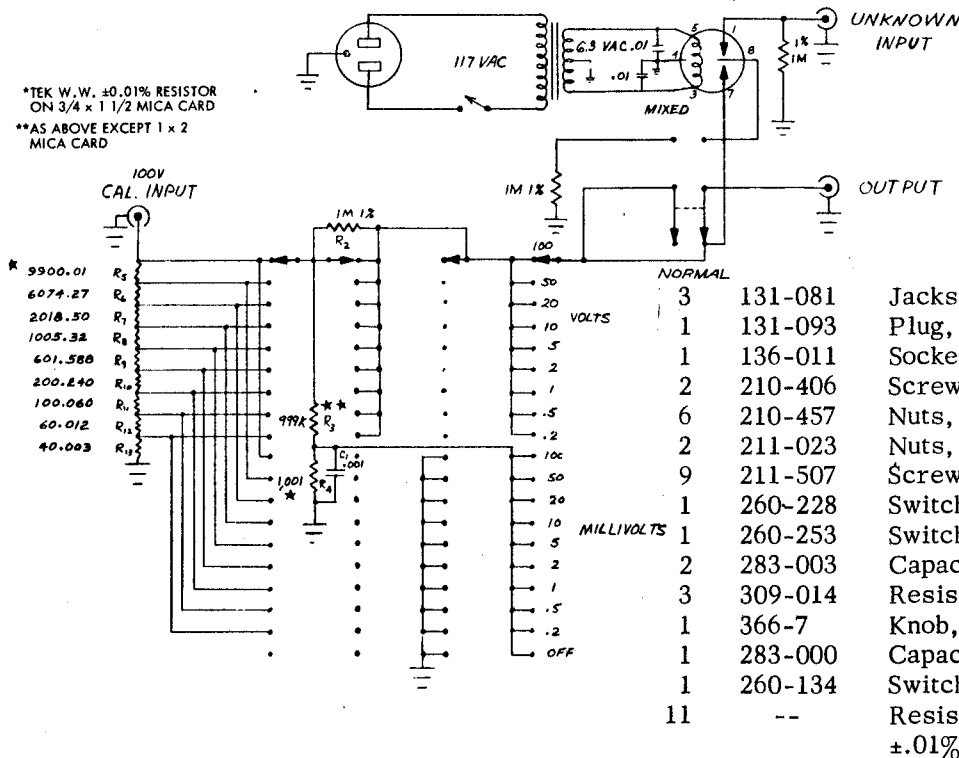 UNKNOWN
INPUT
1
5
6.3 VAC .01
1%
1M
8
117 VAC
1
.01
3
7
MIXED
*TEK W.W. ±0.01% RESISTOR
ON 3/4 x 1 1/2 MICA CARD
**AS ABOVE EXCEPT 1 x 2
MICA CARD
100V
CAL. INPUT
1M 1%
OUTPUT
1M 1%
R2
100
NORMAL
★ 9900.01 R5
6074.27 R6
2018.50 R7
1005.32 R8
601.588 R9
200.240 R10
100.060 R11
60.012 R12
40.003 R13
50
20
10
5
2
1
.5
.2
VOLTS
999K ★★ R3
C1
.001
1,001 ★ R4
100
50
20
10
5
2
1
.5
.2
OFF
MILLIVOLTS
3 131-081 Jacks
1 131-093 Plug,
1 136-011 Socke
2 210-406 Screw
6 210-457 Nuts,
2 211-023 Nuts,
9 211-507 Screw
1 260-228 Switch
1 260-253 Switch
2 283-003 Capac
3 309-014 Resis
1 366-7 Knob,
1 283-000 Capac
1 260-134 Switch
11 -- Resis
±.01%